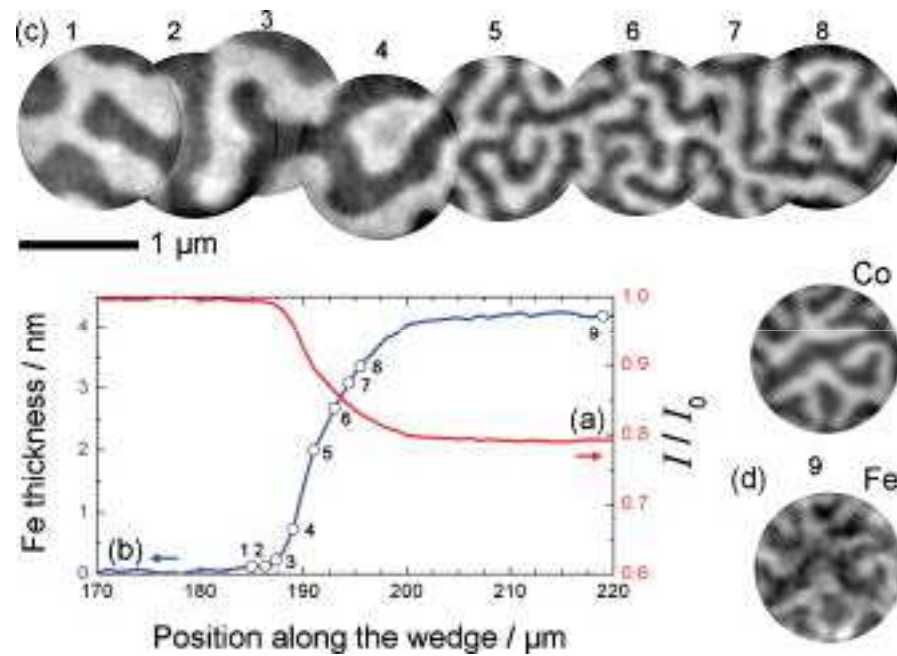 (c) 1 2 3 4 5 6 7 8
1 µm
Fe thickness / nm
4
3
2
1
0
1.0
0.9
0.8
0.7
0.6
I / I0
(a)
(b)
1 2 3 4 5 6 7 8 9
170 180 190 200 210 220
Position along the wedge / µm
Co
(d) 9 Fe